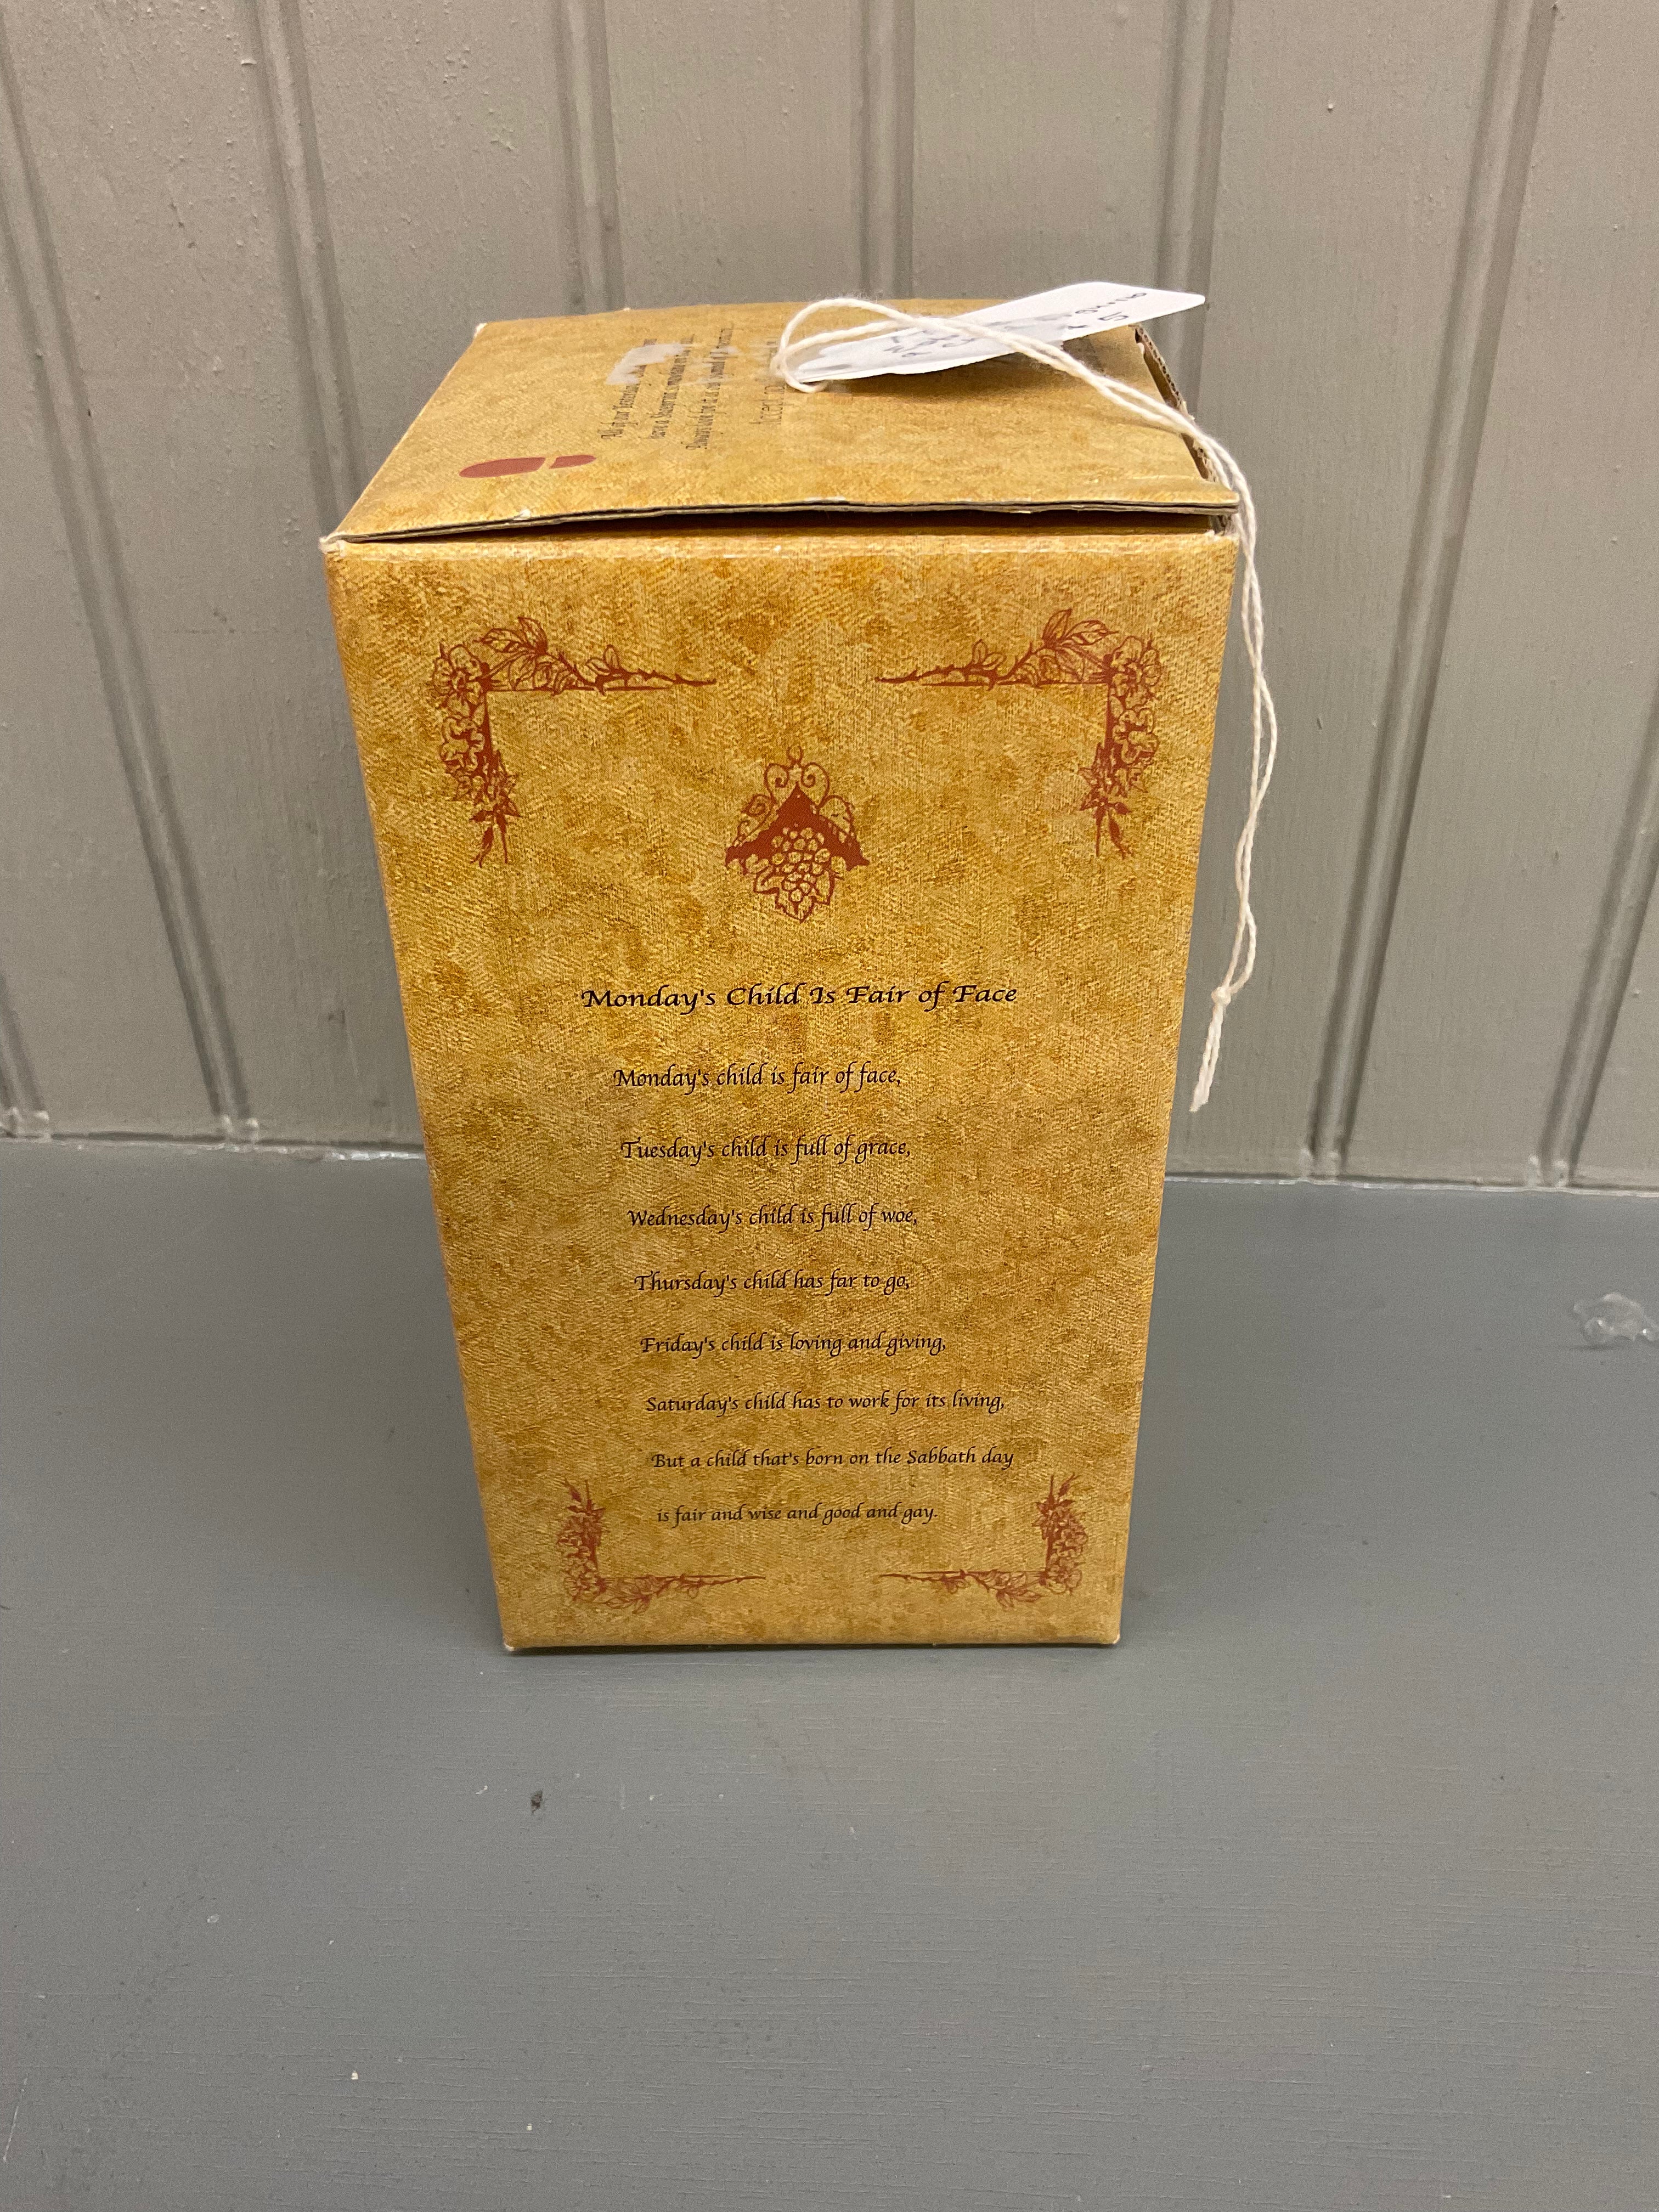 Monday's Child Is Fair of Face
Monday's child is fair of face,
Tuesday's child is full of grace,
Wednesday's child is full of woe,
Thursday's child has far to go,
Friday's child is loving and giving,
Saturday's child has to work for its living,
But a child that's born on the Sabbath day
is fair and wise and good and gay.